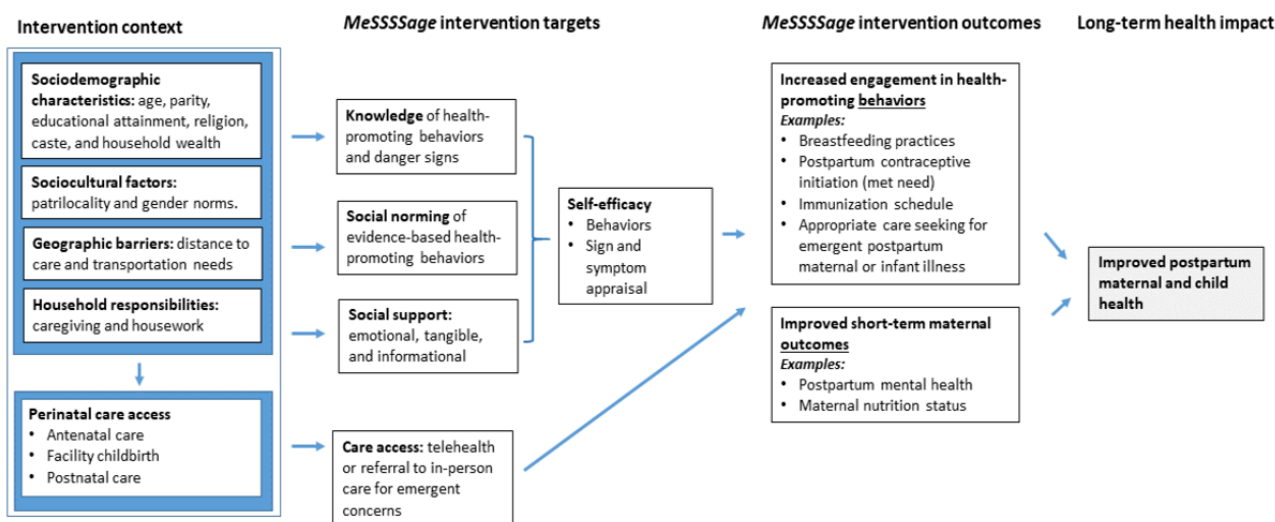 Intervention context
MeSSSSage intervention targets
MeSSSSage intervention outcomes
Long-term health impact
Sociodemographic
characteristics: age, parity,
educational attainment, religion,
caste, and household wealth
Sociocultural factors:
patrilocality and gender norms.
Geographic barriers: distance to
care and transportation needs
Household responsibilities:
caregiving and housework
Perinatal care access
• Antenatal care
• Facility childbirth
• Postnatal care
Knowledge of health-
promoting behaviors
and danger signs
Social norming of
evidence-based health-
promoting behaviors
Social support:
emotional, tangible,
and informational
Care access: telehealth
or referral to in-person
care for emergent
concerns
Self-efficacy
• Behaviors
• Sign and
symptom
appraisal
Increased engagement in health-
promoting behaviors
Examples:
• Breastfeeding practices
• Postpartum contraceptive
initiation (met need)
• Immunization schedule
• Appropriate care seeking for
emergent postpartum
maternal or infant illness
Improved short-term maternal
outcomes
Examples:
• Postpartum mental health
• Maternal nutrition status
Improved postpartum
maternal and child
health